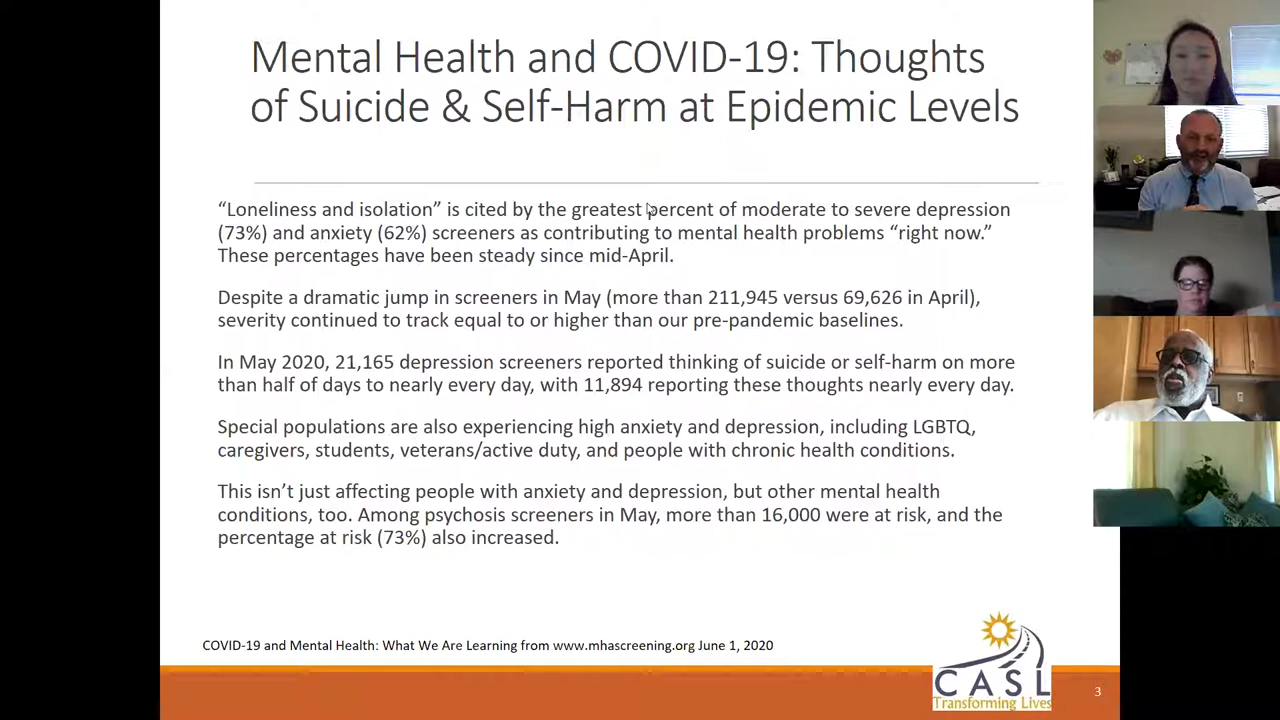 Mental Health and COVID-19: Thoughts
of Suicide & Self-Harm at Epidemic Levels
“Loneliness and isolation” is cited by the greatest percent of moderate to severe depression
(73%) and anxiety (62%) screeners as contributing to mental health problems “right now.”
These percentages have been steady since mid-April.
Despite a dramatic jump in screeners in May (more than 211,945 versus 69,626 in April),
severity continued to track equal to or higher than our pre-pandemic baselines.
In May 2020, 21,165 depression screeners reported thinking of suicide or self-harm on more
than half of days to nearly every day, with 11,894 reporting these thoughts nearly every day.
Special populations are also experiencing high anxiety and depression, including LGBTQ,
caregivers, students, veterans/active duty, and people with chronic health conditions.
This isn’t just affecting people with anxiety and depression, but other mental health
conditions, too. Among psychosis screeners in May, more than 16,000 were at risk, and the
percentage at risk (73%) also increased.
COVID-19 and Mental Health: What We Are Learning from www.mhascreening.org June 1, 2020
CASL
Transforming Lives
3